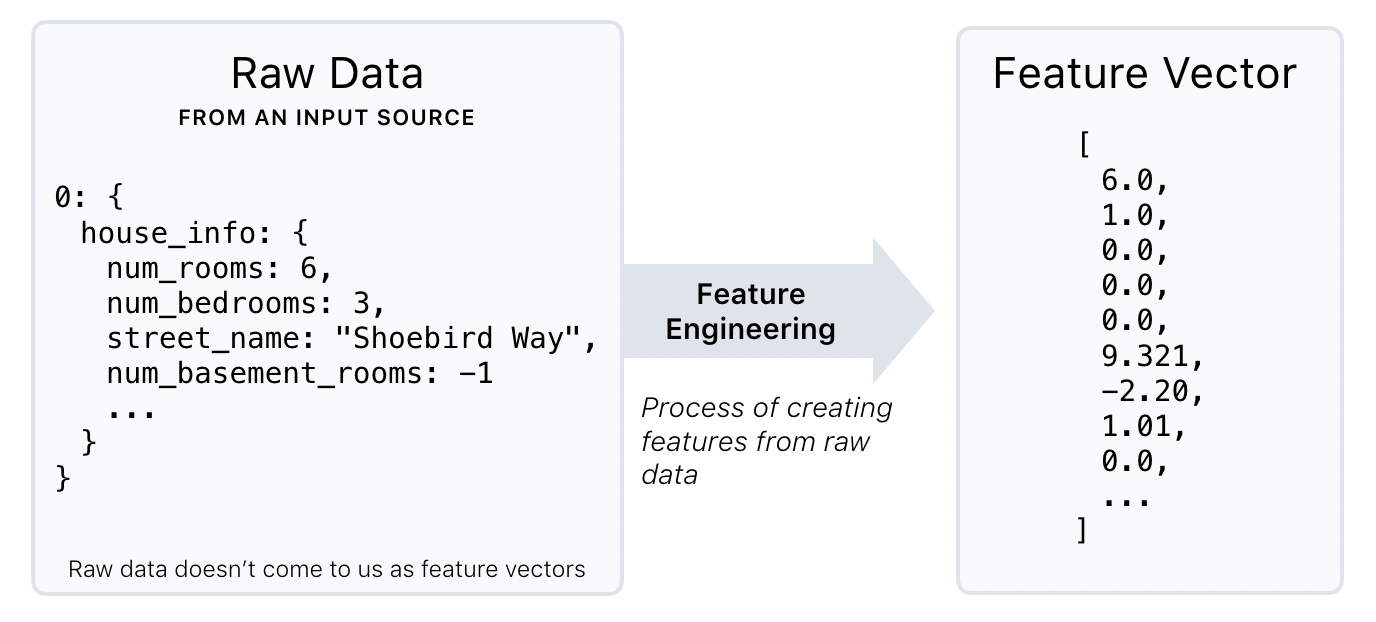 Raw Data
FROM AN INPUT SOURCE
0: {
house_info: {
num_rooms: 6,
num_bedrooms: 3,
street_name: "Shoebird Way",
num_basement_rooms: −1
...
}
}
Raw data doesn’t come to us as feature vectors
Feature
Engineering
Process of creating
features from raw
data
Feature Vector
[
6.0,
1.0,
0.0,
0.0,
0.0,
9.321,
−2.20,
1.01,
0.0,
...
]